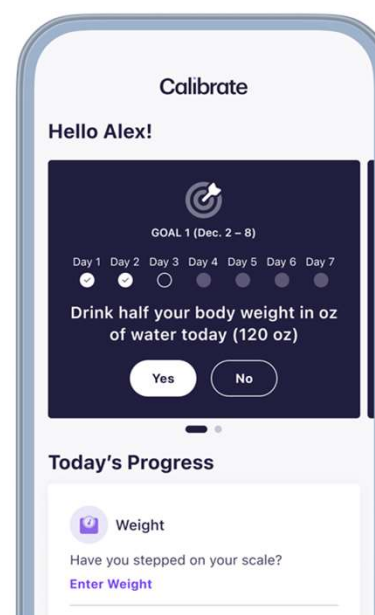 Calibrate
Hello Alex!
GOAL 1 (Dec. 2 – 8)
Day 1 Day 2 Day 3 Day 4 Day 5 Day 6 Day 7
Drink half your body weight in oz
of water today (120 oz)
Yes No
Today’s Progress
Weight
Have you stepped on your scale?
Enter Weight